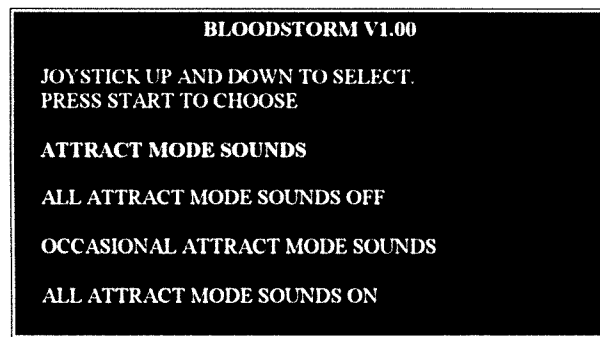 BLOODSTORM V1.00
JOYSTICK UP AND DOWN TO SELECT.
PRESS START TO CHOOSE
ATTRACT MODE SOUNDS
ALL ATTRACT MODE SOUNDS OFF
OCCASIONAL ATTRACT MODE SOUNDS
ALL ATTRACT MODE SOUNDS ON